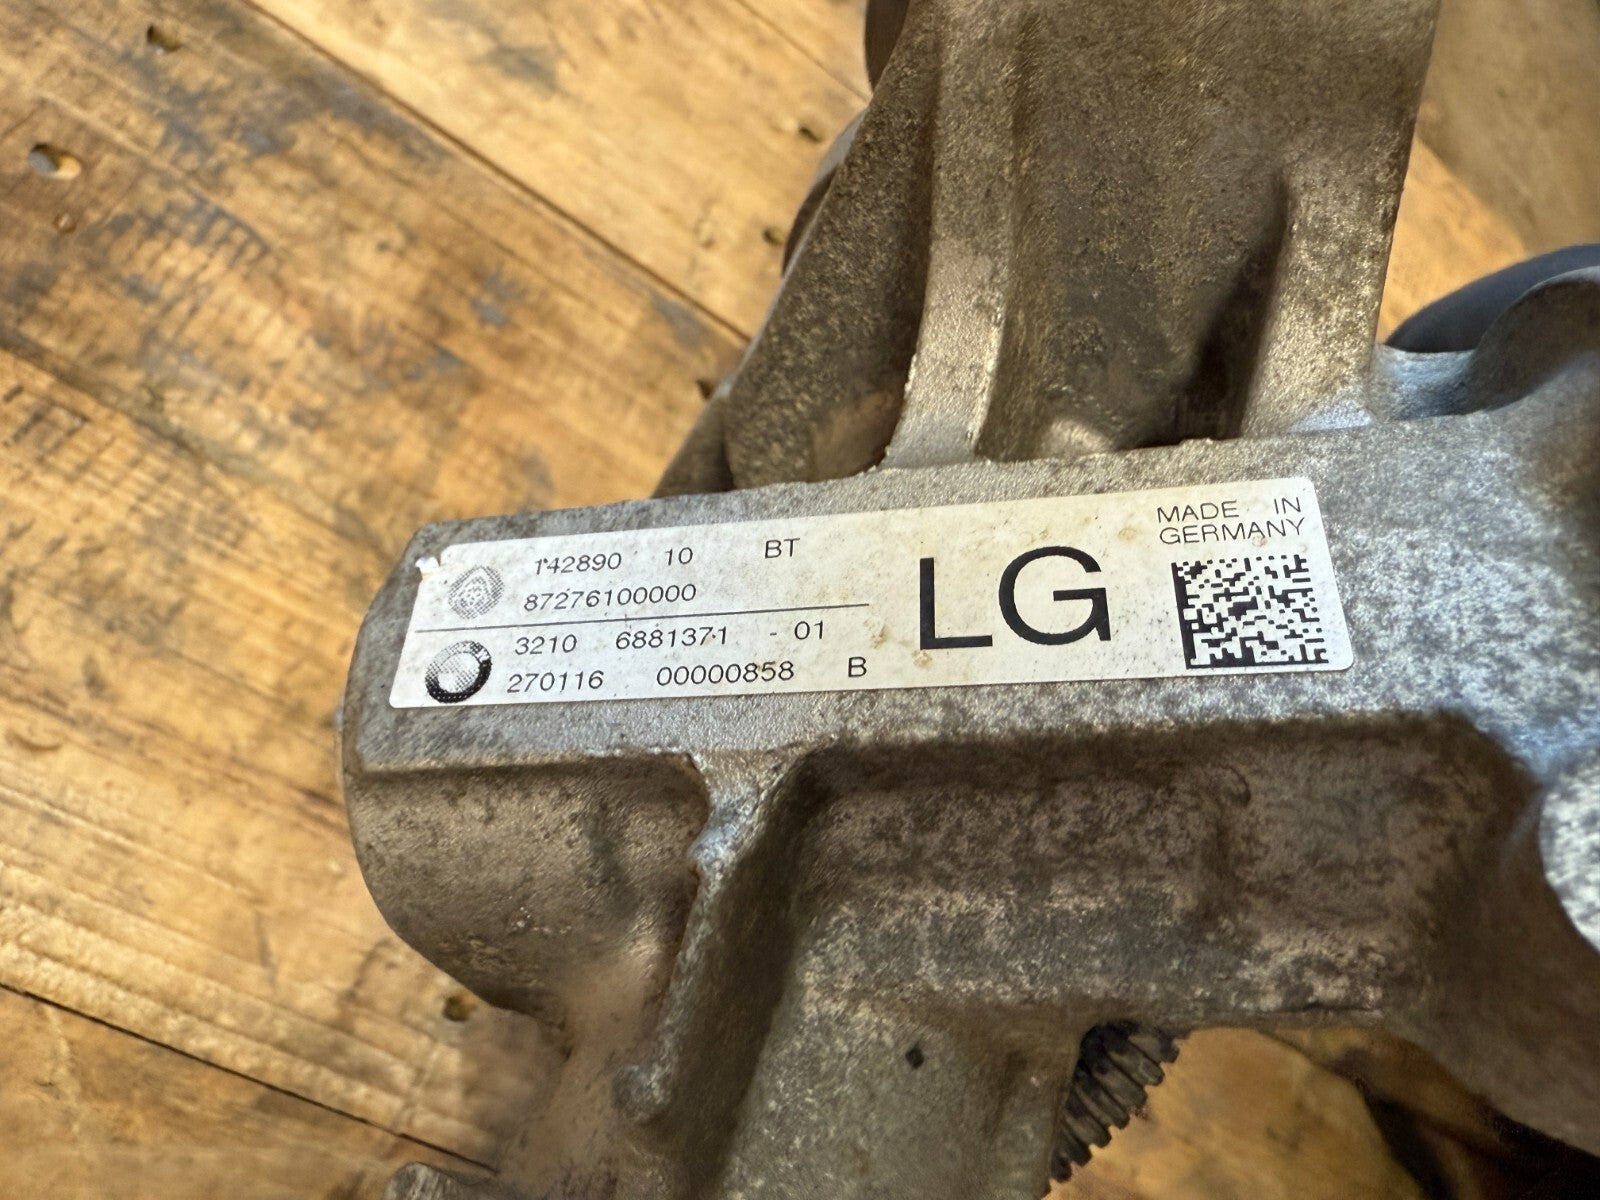 142890 10 BT
87276100000
3210 6881371 - 01
270116 00000858 B
LG
MADE IN
GERMANY